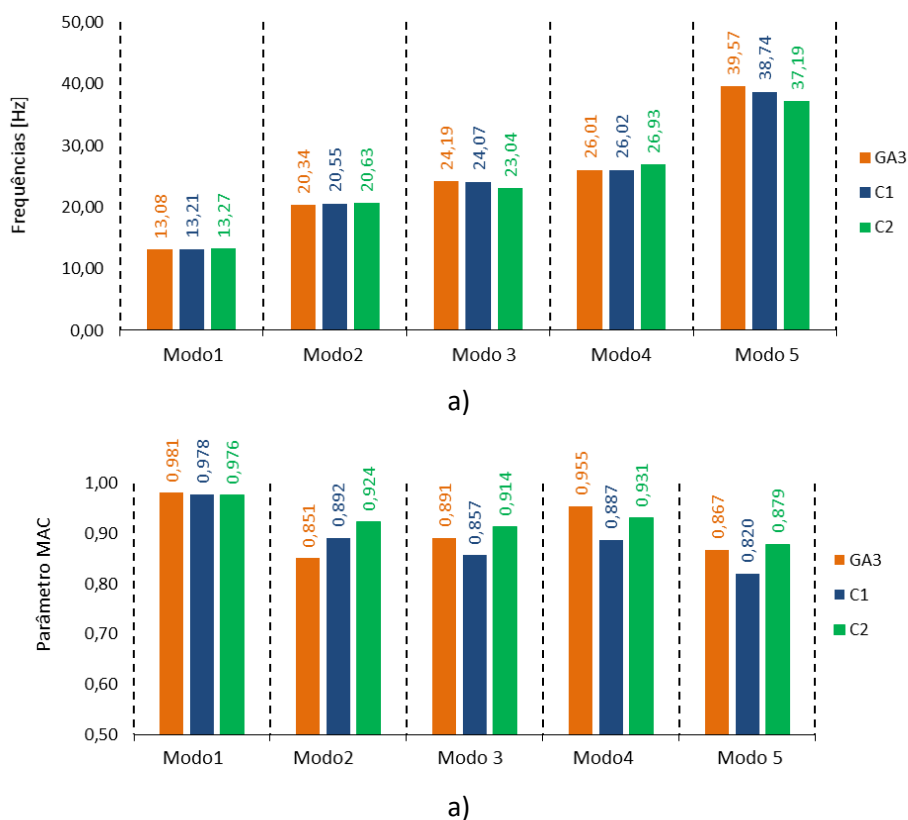 50,00
40,00
30,00
20,00
10,00
0,00
Frequências [Hz]
13,08 13,21 13,27
20,34 20,55 20,63
24,19 24,07 23,04
26,01 26,02 26,93
39,57 38,74 37,19
Modo1 Modo2 Modo 3 Modo4 Modo 5
GA3
C1
C2
a)
1,00
0,90
0,80
0,70
0,60
0,50
Parâmetro MAC
0,981 0,978 0,976
0,851 0,892 0,924
0,891 0,857 0,914
0,955 0,887 0,931
0,867 0,820 0,879
Modo1 Modo2 Modo 3 Modo4 Modo 5
GA3
C1
C2
a)